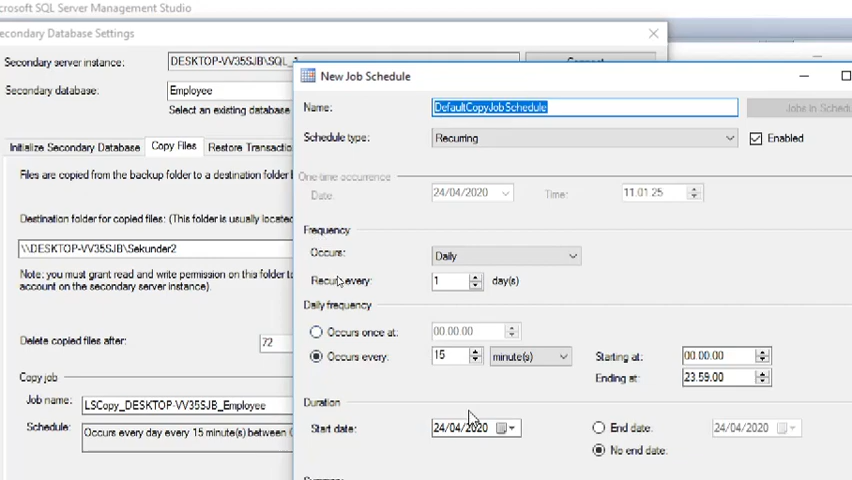 crosoft SQL Server Management Studio
econdary Database Settings
Secondary server instance:
DESKTOP-VV35SJB\SQL_
Secondary database:
Employee
Select an existing database
Initialize Secondary Database
Copy Files
Restore Transactio
Files are copied from the backup folder to a destination folder
Destination folder for copied files: (This folder is usually locate
\\DESKTOP-VV35SJB\Sekunder2
Note: you must grant read and write permission on this folder to
account on the secondary server instance).
Delete copied files after:
72
Copy job
Job name:
LSCopy_DESKTOP-VV35SJB_Employee
Schedule:
Occurs every day every 15 minute(s) between
New Job Schedule
Name:
DefaultCopyJobSchedule
Jobs in Schedu
Schedule type:
Recurring
Enabled
One-time occurrence
Date:
24/04/2020
Time:
11.01.25
Frequency
Occurs:
Daily
Recurs every:
1
day(s)
Daily frequency
Occurs once at:
00.00.00
Occurs every:
15
minute(s)
Starting at:
00.00.00
Ending at:
23.59.00
Duration
Start date:
24/04/2020
End date:
24/04/2020
No end date: